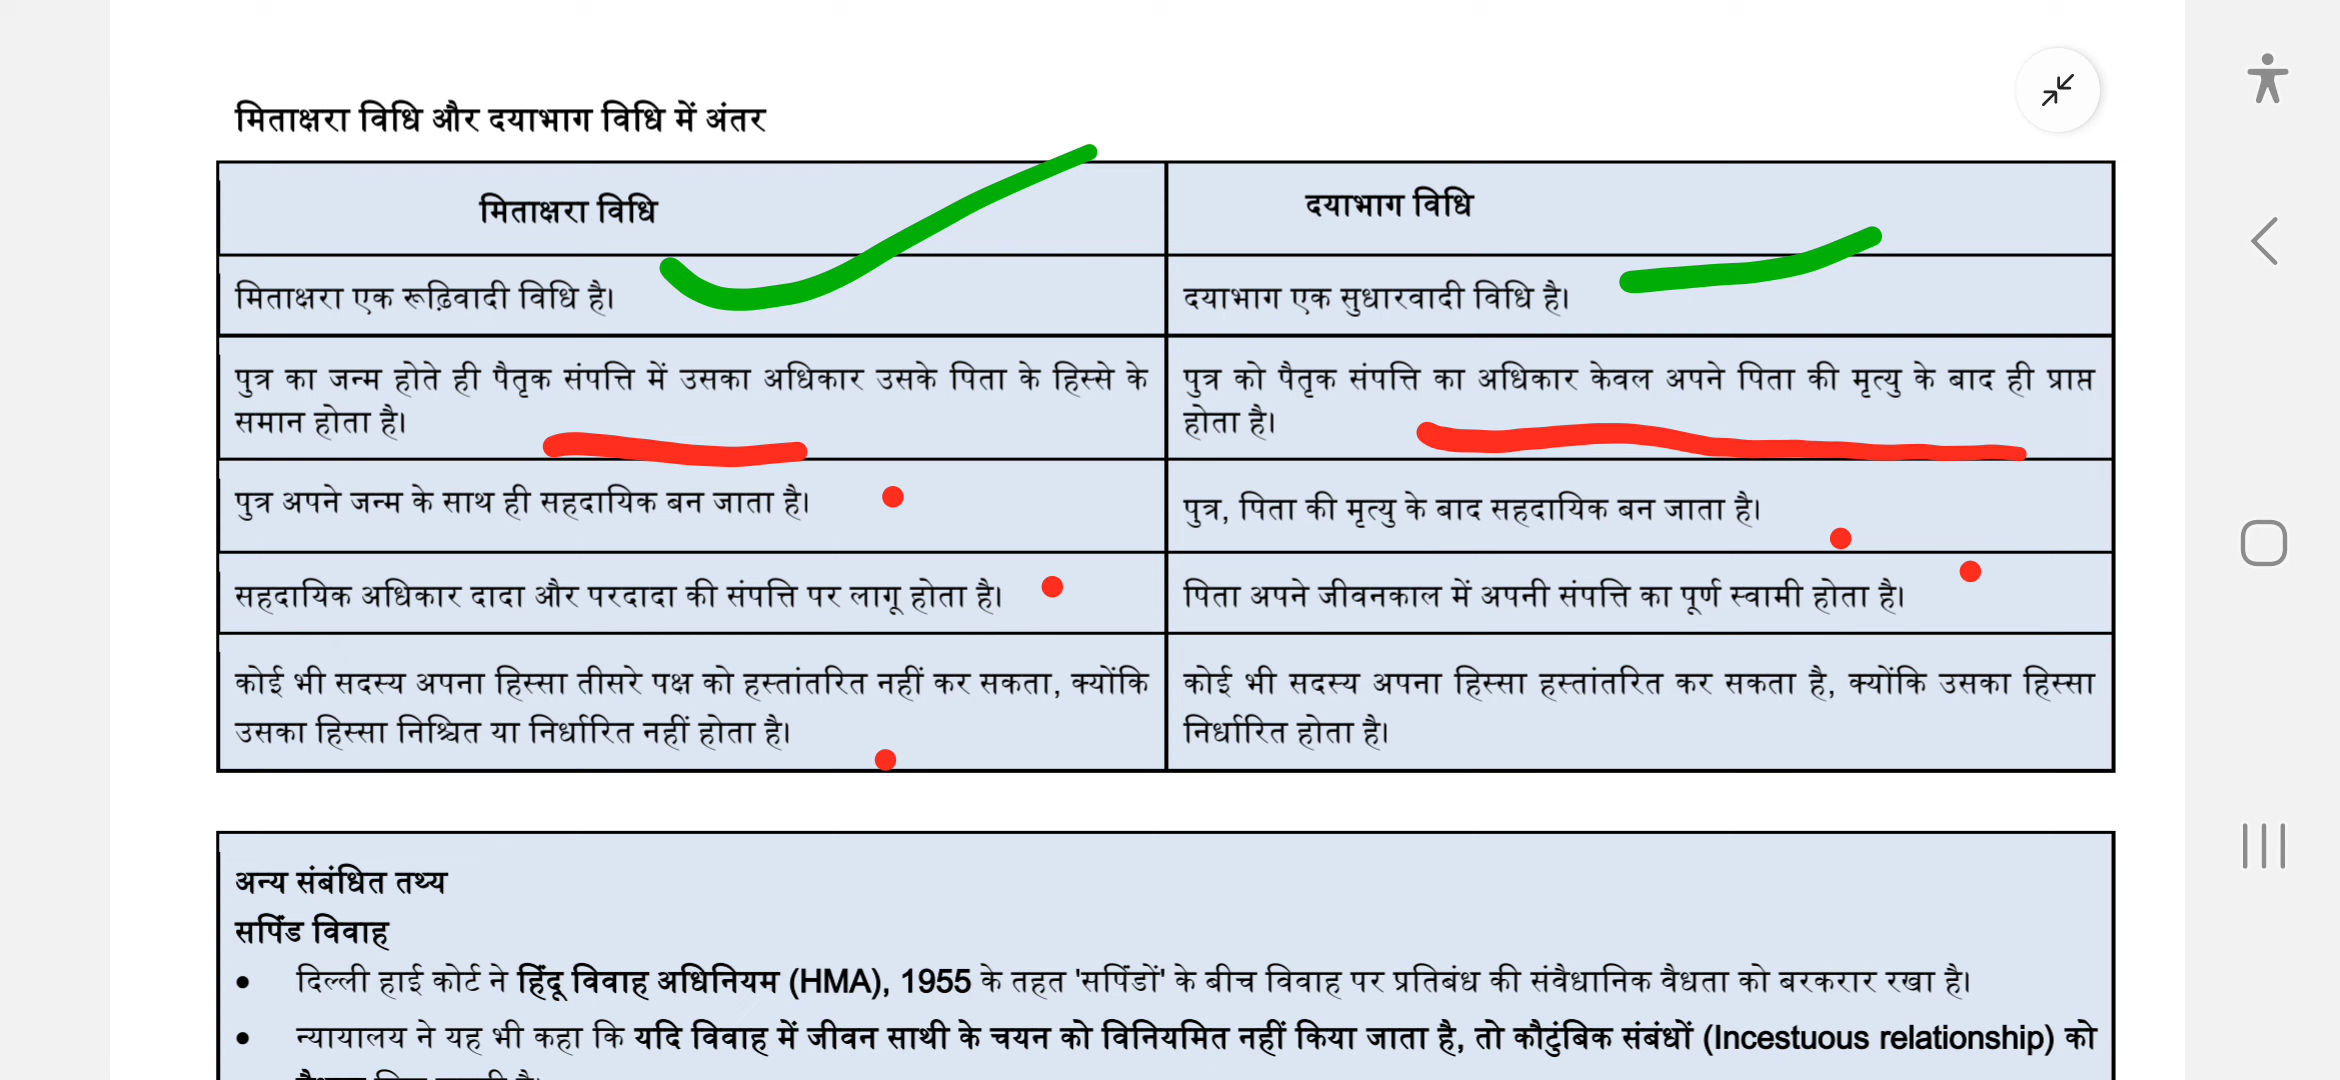 मिताक्षरा विधि और दयाभाग विधि में अंतर
मिताक्षरा विधि
दयाभाग विधि
मिताक्षरा एक रूढ़िवादी विधि है।
दयाभाग एक सुधारवादी विधि है।
पुत्र का जन्म होते ही पैतृक संपत्ति में उसका अधिकार उसके पिता के हिस्से के
समान होता है।
पुत्र को पैतृक संपत्ति का अधिकार केवल अपने पिता की मृत्यु के बाद ही प्राप्त
होता है।
पुत्र अपने जन्म के साथ ही सहदायिक बन जाता है।
पुत्र, पिता की मृत्यु के बाद सहदायिक बन जाता है।
सहदायिक अधिकार दादा और परदादा की संपत्ति पर लागू होता है।
पिता अपने जीवनकाल में अपनी संपत्ति का पूर्ण स्वामी होता है।
कोई भी सदस्य अपना हिस्सा तीसरे पक्ष को हस्तांतरित नहीं कर सकता, क्योंकि
उसका हिस्सा निश्चित या निर्धारित नहीं होता है।
कोई भी सदस्य अपना हिस्सा हस्तांतरित कर सकता है, क्योंकि उसका हिस्सा
निर्धारित होता है।
अन्य संबंधित तथ्य
सपिंड विवाह
• दिल्ली हाई कोर्ट ने हिंदू विवाह अधिनियम (HMA), 1955 के तहत 'सपिंडों' के बीच विवाह पर प्रतिबंध की संवैधानिक वैधता को बरकरार रखा है।
• न्यायालय ने यह भी कहा कि यदि विवाह में जीवन साथी के चयन को विनियमित नहीं किया जाता है, तो कौटुंबिक संबंधों (Incestuous relationship) को